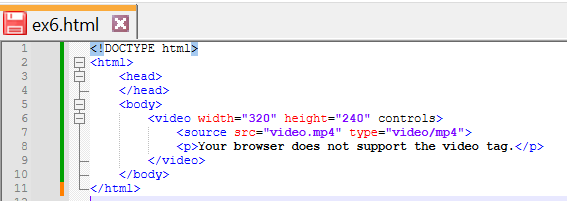 ex6.html
1 <!DOCTYPE html>
2 <html>
3 <head>
4 </head>
5 <body>
6 <video width="320" height="240" controls>
7 <source src="video.mp4" type="video/mp4">
8 <p>Your browser does not support the video tag.</p>
9 </video>
10 </body>
11 </html>
12